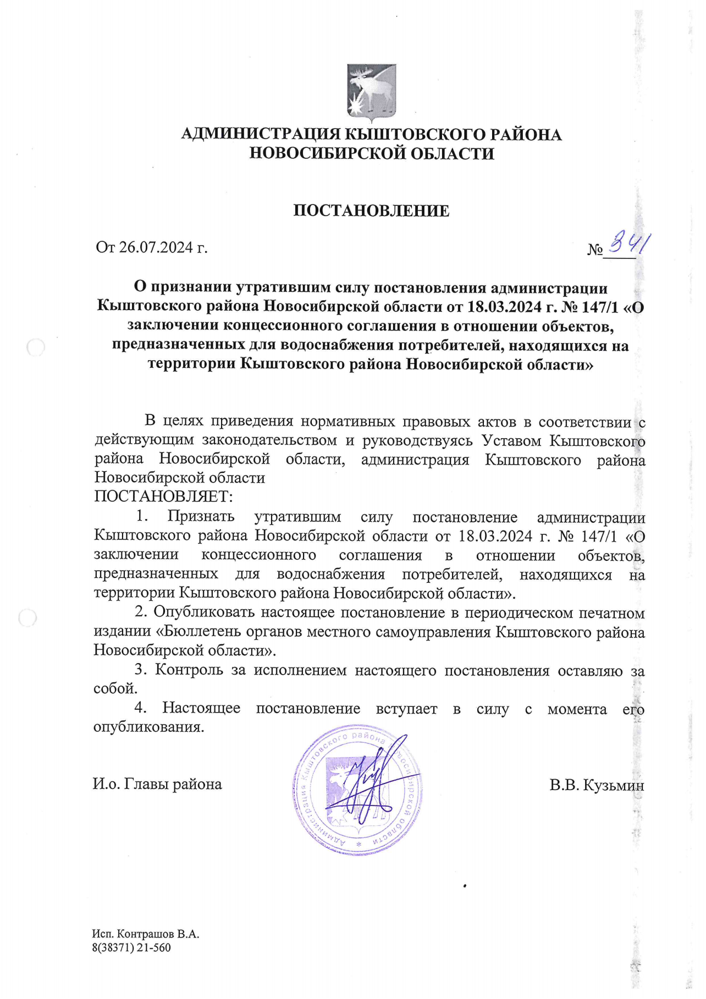 АДМИНИСТРАЦИЯ КЫШТОВСКОГО РАЙОНА
НОВОСИБИРСКОЙ ОБЛАСТИ
ПОСТАНОВЛЕНИЕ
От 26.07.2024 г.
№ 341
О признании утратившим силу постановления администрации
Кыштовского района Новосибирской области от 18.03.2024 г. № 147/1 «О
заключении концессионного соглашения в отношении объектов,
предназначенных для водоснабжения потребителей, находящихся на
территории Кыштовского района Новосибирской области»
В целях приведения нормативных правовых актов в соответствии с
действующим законодательством и руководствуясь Уставом Кыштовского
района Новосибирской области, администрация Кыштовского района
Новосибирской области
ПОСТАНОВЛЯЕТ:
1. Признать утратившим силу постановление администрации
Кыштовского района Новосибирской области от 18.03.2024 г. № 147/1 «О
заключении концессионного соглашения в отношении объектов,
предназначенных для водоснабжения потребителей, находящихся на
территории Кыштовского района Новосибирской области».
2. Опубликовать настоящее постановление в периодическом печатном
издании «Бюллетень органов местного самоуправления Кыштовского района
Новосибирской области».
3. Контроль за исполнением настоящего постановления оставляю за
собой.
4. Настоящее постановление вступает в силу с момента его
опубликования.
Администрация Кыштовского района Новосибирской области *
И.о. Главы района
В.В. Кузьмин
Исп. Контрашов В.А.
8(38371) 21-560